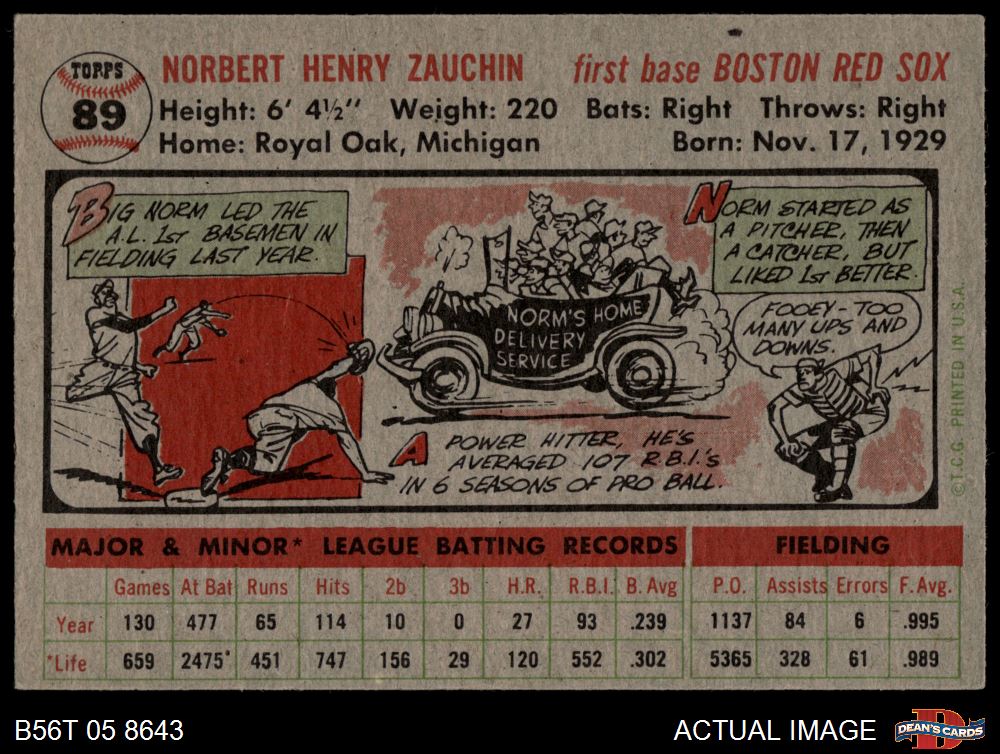 TOPPS
89
NORBERT HENRY ZAUCHIN first base BOSTON RED SOX
Height: 6' 4½" Weight: 220 Bats: Right Throws: Right
Home: Royal Oak, Michigan Born: Nov. 17, 1929
BIG NORM LED THE
A.L. 1ST BASEMEN IN
FIELDING LAST YEAR.
NORM'S HOME
DELIVERY
SERVICE
A POWER HITTER, HE'S
AVERAGED 107 R.B.I.'s
IN 6 SEASONS OF PRO BALL.
NORM STARTED AS
A PITCHER, THEN
A CATCHER, BUT
LIKED 1ST BETTER.
FOOEY - TOO
MANY UPS AND
DOWNS.
©T.C.G. PRINTED IN U.S.A.
MAJOR & MINOR* LEAGUE BATTING RECORDS FIELDING
Games At Bat Runs Hits 2b 3b H.R. R.B.I. B. Avg P.O. Assists Errors F. Avg.
Year 130 477 65 114 10 0 27 93 .239 1137 84 6 .995
*Life 659 2475* 451 747 156 29 120 552 .302 5365 328 61 .989
B56T 05 8643 ACTUAL IMAGE D DEAN'S CARDS